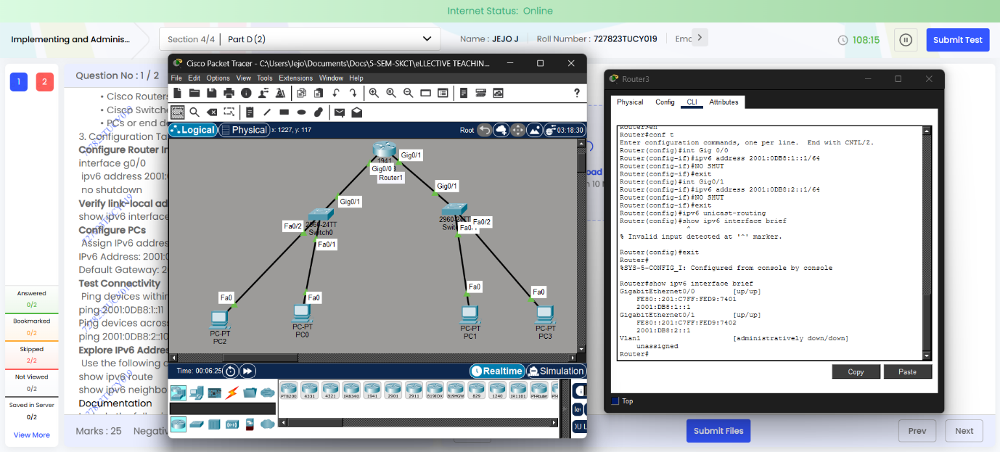 Internet Status: Online
Implementing and Adminis...
Section 4/4 | Part D (2)
Name : JEJO J
Roll Number : 727823TUCY019
108:15
Submit Test
1
2
Answered
0/2
Bookmarked
0/2
Skipped
2/2
Not Viewed
0/2
Saved in Server
0/2
View More
Question No : 1 / 2
• Cisco Routers
• Cisco Switch
• PCs or end d
3. Configuration Ta
Configure Router In
interface g0/0
ipv6 address 2001:
no shutdown
Verify link-local ad
show ipv6 interface
Configure PCs
Assign IPv6 address
IPv6 Address: 2001:0
Default Gateway: 2
Test Connectivity
Ping devices within
ping 2001:0DB8:1::11
Ping devices across
ping 2001:0DB8:2::10
Explore IPv6 Addres
Use the following c
show ipv6 route
show ipv6 neighbo
Documentation
Marks : 25
Negativ
Cisco Packet Tracer - C:\Users\Jejo\Documents\Docs\5-SEM-SKCT\eLLECTIVE TEACHIN...
File Edit Options View Tools Extensions Window Help
?
Logical
Physical
x: 1227, y: 117
Root
03:18:30
Gig0/1
1941
Gig0/0
Router1
Gig0/1
Gig0/1
Fa0/2
2960-24TT
Switch0
Fa0/1
2960-24TT
Fa0/2
Fa0
Fa0
Fa0
Fa0
PC-PT
PC2
PC-PT
PC0
PC-PT
PC1
PC-PT
PC3
Time: 00:06:25
Realtime
Simulation
PT8200
4331
4321
IR8340
1941
2901
2911
819IOX
819HGW
829
1240
IR1101
PT-Router
Router3
Physical
Config
CLI
Attributes
Router>en
Router#conf t
Enter configuration commands, one per line. End with CNTL/Z.
Router(config)#int Gig 0/0
Router(config-if)#ipv6 address 2001:0DB8:1::1/64
Router(config-if)#NO SHUT
Router(config-if)#exit
Router(config)#int Gig0/1
Router(config-if)#ipv6 address 2001:0DB8:2::1/64
Router(config-if)#NO SHUT
Router(config-if)#exit
Router(config)#ipv6 unicast-routing
Router(config)#show ipv6 interface brief
^
% Invalid input detected at '^' marker.
Router(config)#exit
Router#
%SYS-5-CONFIG_I: Configured from console by console
Router#show ipv6 interface brief
GigabitEthernet0/0 [up/up]
FE80::201:C7FF:FED9:7401
2001:DB8:1::1
GigabitEthernet0/1 [up/up]
FE80::201:C7FF:FED9:7402
2001:DB8:2::1
Vlan1 [administratively down/down]
unassigned
Router#
Copy
Paste
Top
Submit Files
Prev
Next